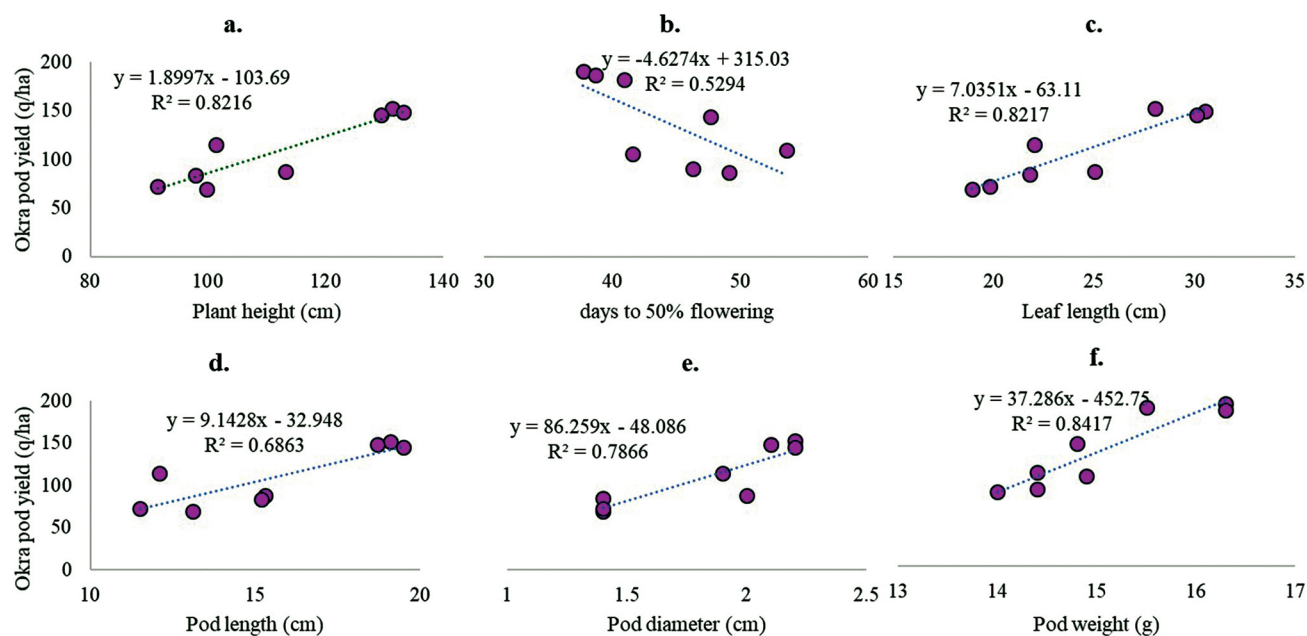 a.
b.
c.
Okra pod yield (q/ha)
200
150
100
50
0
y = 1.8997x - 103.69
R² = 0.8216
80
100
120
140
Plant height (cm)
y = -4.6274x + 315.03
R² = 0.5294
30
40
50
60
days to 50% flowering
y = 7.0351x - 63.11
R² = 0.8217
15
20
25
30
35
Leaf length (cm)
d.
e.
f.
Okra pod yield (q/ha)
200
150
100
50
0
y = 9.1428x - 32.948
R² = 0.6863
10
15
20
Pod length (cm)
y = 86.259x - 48.086
R² = 0.7866
1
1.5
2
2.5
Pod diameter (cm)
y = 37.286x - 452.75
R² = 0.8417
13
14
15
16
17
Pod weight (g)